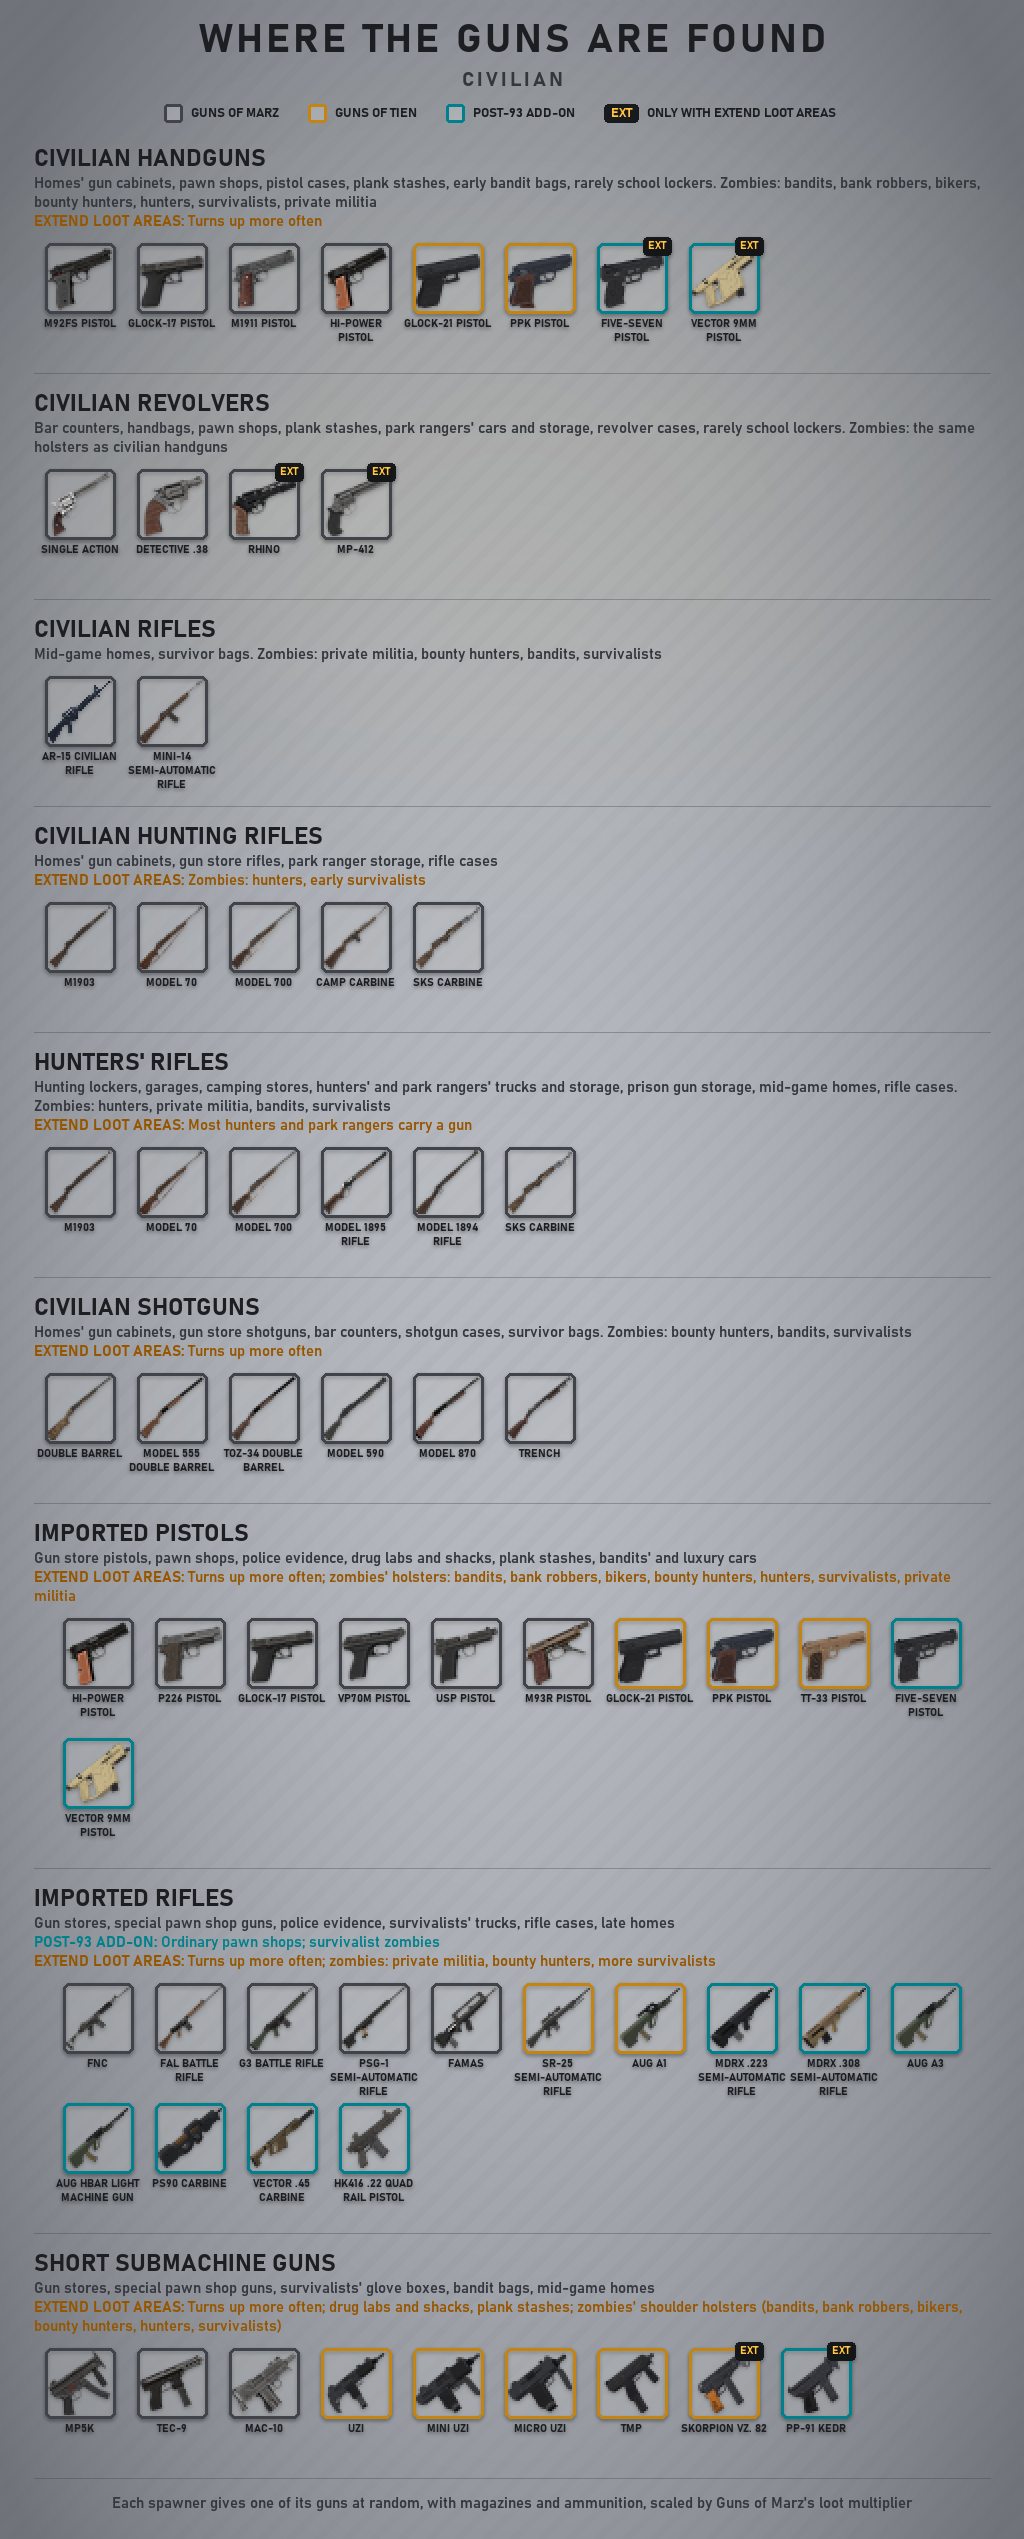 WHERE THE GUNS ARE FOUND
CIVILIAN
GUNS OF MARZ GUNS OF TIEN POST-93 ADD-ON EXT ONLY WITH EXTEND LOOT AREAS
CIVILIAN HANDGUNS
Homes' gun cabinets, pawn shops, pistol cases, plank stashes, early bandit bags, rarely school lockers. Zombies: bandits, bank robbers, bikers,
bounty hunters, hunters, survivalists, private militia
EXTEND LOOT AREAS: Turns up more often
EXT EXT
M92FS PISTOL GLOCK-17 PISTOL M1911 PISTOL HI-POWER GLOCK-21 PISTOL PPK PISTOL FIVE-SEVEN VECTOR 9MM
PISTOL PISTOL PISTOL
CIVILIAN REVOLVERS
Bar counters, handbags, pawn shops, plank stashes, park rangers' cars and storage, revolver cases, rarely school lockers. Zombies: the same
holsters as civilian handguns
EXT EXT
SINGLE ACTION DETECTIVE .38 RHINO MP-412
CIVILIAN RIFLES
Mid-game homes, survivor bags. Zombies: private militia, bounty hunters, bandits, survivalists
AR-15 CIVILIAN MINI-14
RIFLE SEMI-AUTOMATIC
RIFLE
CIVILIAN HUNTING RIFLES
Homes' gun cabinets, gun store rifles, park ranger storage, rifle cases
EXTEND LOOT AREAS: Zombies: hunters, early survivalists
M1903 MODEL 70 MODEL 700 CAMP CARBINE SKS CARBINE
HUNTERS' RIFLES
Hunting lockers, garages, camping stores, hunters' and park rangers' trucks and storage, prison gun storage, mid-game homes, rifle cases.
Zombies: hunters, private militia, bandits, survivalists
EXTEND LOOT AREAS: Most hunters and park rangers carry a gun
M1903 MODEL 70 MODEL 700 MODEL 1895 MODEL 1894 SKS CARBINE
RIFLE RIFLE
CIVILIAN SHOTGUNS
Homes' gun cabinets, gun store shotguns, bar counters, shotgun cases, survivor bags. Zombies: bounty hunters, bandits, survivalists
EXTEND LOOT AREAS: Turns up more often
DOUBLE BARREL MODEL 555 TOZ-34 DOUBLE MODEL 590 MODEL 870 TRENCH
DOUBLE BARREL BARREL
IMPORTED PISTOLS
Gun store pistols, pawn shops, police evidence, drug labs and shacks, plank stashes, bandits' and luxury cars
EXTEND LOOT AREAS: Turns up more often; zombies' holsters: bandits, bank robbers, bikers, bounty hunters, hunters, survivalists, private
militia
HI-POWER P226 PISTOL GLOCK-17 PISTOL VP70M PISTOL USP PISTOL M93R PISTOL GLOCK-21 PISTOL PPK PISTOL TT-33 PISTOL FIVE-SEVEN
PISTOL PISTOL
VECTOR 9MM
PISTOL
IMPORTED RIFLES
Gun stores, special pawn shop guns, police evidence, survivalists' trucks, rifle cases, late homes
POST-93 ADD-ON: Ordinary pawn shops; survivalist zombies
EXTEND LOOT AREAS: Turns up more often; zombies: private militia, bounty hunters, more survivalists
FNC FAL BATTLE G3 BATTLE RIFLE PSG-1 FAMAS SR-25 AUG A1 MDRX .223 MDRX .308 AUG A3
RIFLE SEMI-AUTOMATIC SEMI-AUTOMATIC SEMI-AUTOMATIC SEMI-AUTOMATIC
RIFLE RIFLE RIFLE RIFLE
AUG HBAR LIGHT PS90 CARBINE VECTOR .45 HK416 .22 QUAD
MACHINE GUN CARBINE RAIL PISTOL
SHORT SUBMACHINE GUNS
Gun stores, special pawn shop guns, survivalists' glove boxes, bandit bags, mid-game homes
EXTEND LOOT AREAS: Turns up more often; drug labs and shacks, plank stashes; zombies' shoulder holsters (bandits, bank robbers, bikers,
bounty hunters, hunters, survivalists)
EXT EXT
MP5K TEC-9 MAC-10 UZI MINI UZI MICRO UZI TMP SKORPION VZ. 82 PP-91 KEDR
Each spawner gives one of its guns at random, with magazines and ammunition, scaled by Guns of Marz's loot multiplier